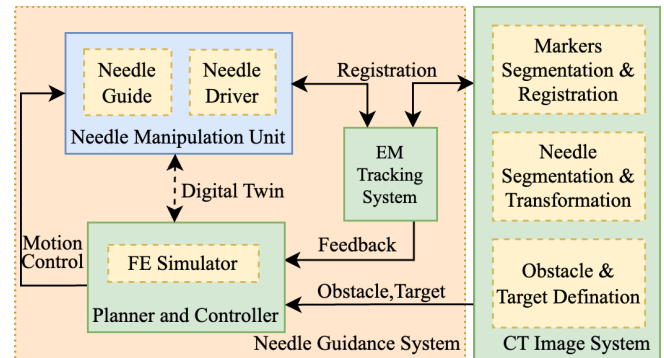 Needle
Guide
Needle
Driver
Needle Manipulation Unit
Registration
EM
Tracking
System
Digital Twin
Motion
Control
Feedback
FE Simulator
Obstacle,Target
Planner and Controller
Needle Guidance System
Markers
Segmentation &
Registration
Needle
Segmentation &
Transformation
Obstacle &
Target Defination
CT Image System